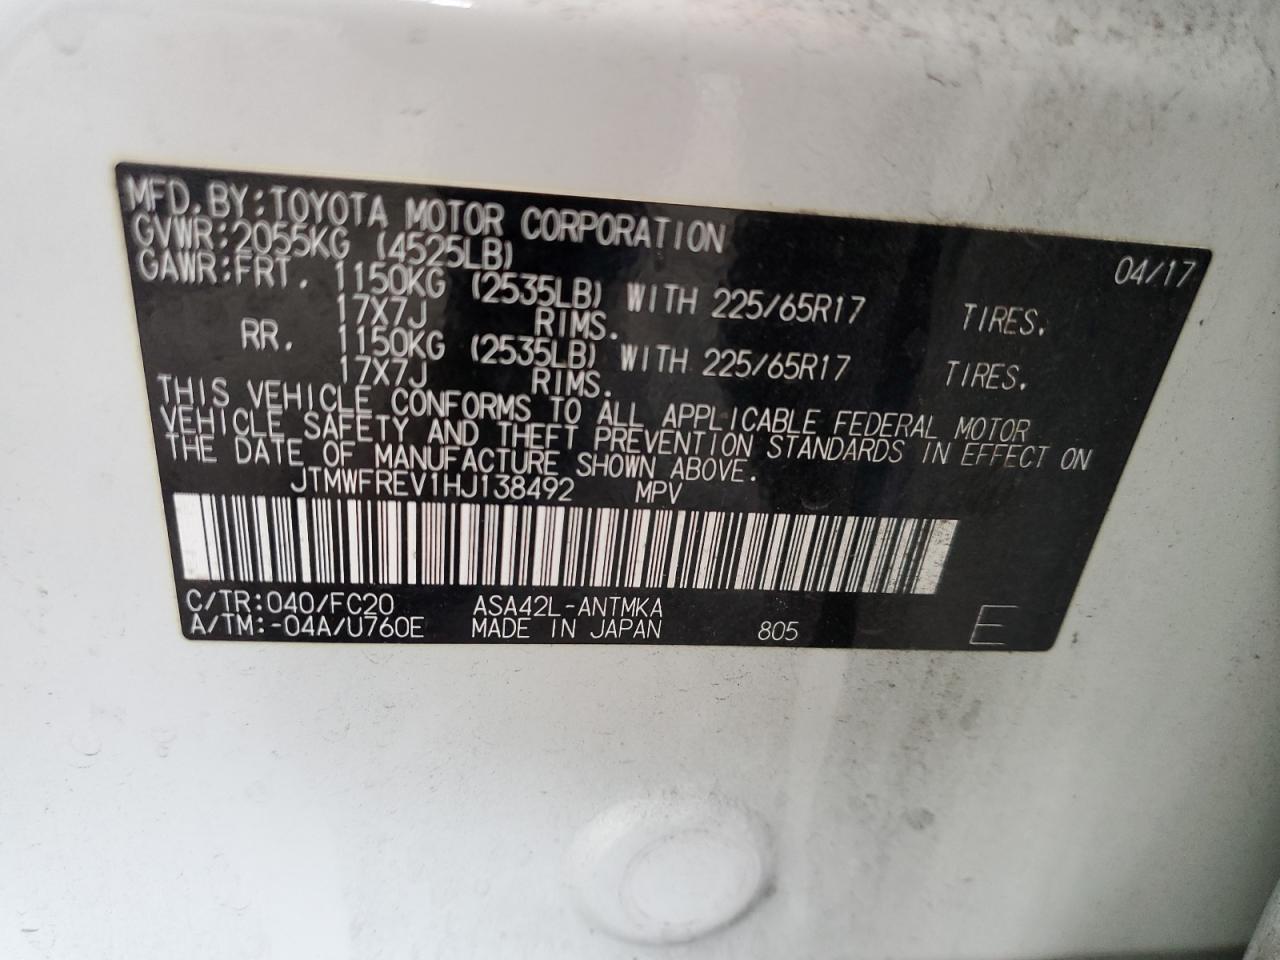 MFD. BY: TOYOTA MOTOR CORPORATION 04/17
GVWR: 2055KG (4525LB)
GAWR: FRT. 1150KG (2535LB) WITH 225/65R17 TIRES.
17X7J RIMS.
RR. 1150KG (2535LB) WITH 225/65R17 TIRES.
17X7J RIMS.
THIS VEHICLE CONFORMS TO ALL APPLICABLE FEDERAL MOTOR
VEHICLE SAFETY AND THEFT PREVENTION STANDARDS IN EFFECT ON
THE DATE OF MANUFACTURE SHOWN ABOVE.
JTMWFREV1HJ138492 MPV
C/TR: 040/FC20 ASA42L-ANTMKA
A/TM: -04A/U760E MADE IN JAPAN 805 E